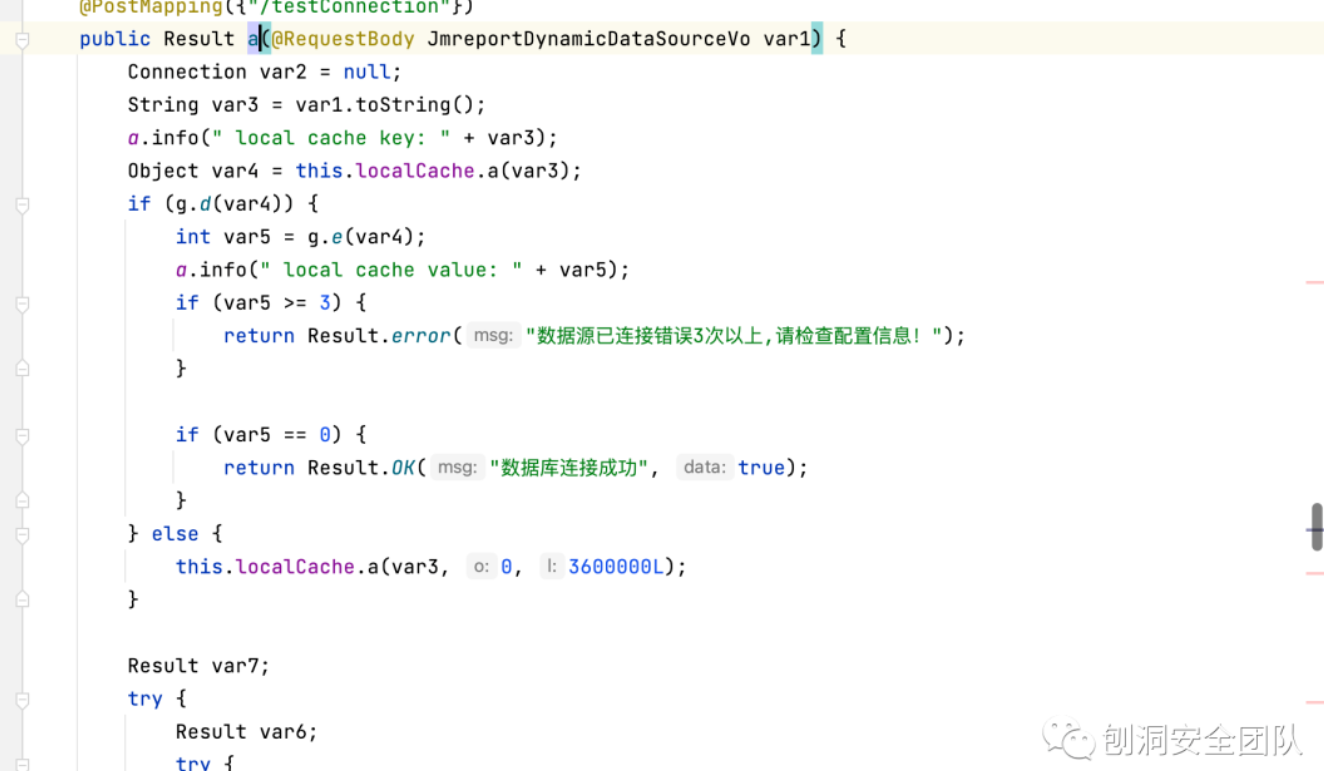 @PostMapping({"/testConnection"})
public Result a(@RequestBody JmreportDynamicDataSourceVo var1) {
Connection var2 = null;
String var3 = var1.toString();
a.info(" local cache key: " + var3);
Object var4 = this.localCache.a(var3);
if (g.d(var4)) {
int var5 = g.e(var4);
a.info(" local cache value: " + var5);
if (var5 >= 3) {
return Result.error( msg: "数据源已连接错误3次以上,请检查配置信息！");
}
if (var5 == 0) {
return Result.OK( msg: "数据库连接成功", data: true);
}
} else {
this.localCache.a(var3, o: 0, l: 3600000L);
}
Result var7;
try {
Result var6;
try {
刨洞安全团队